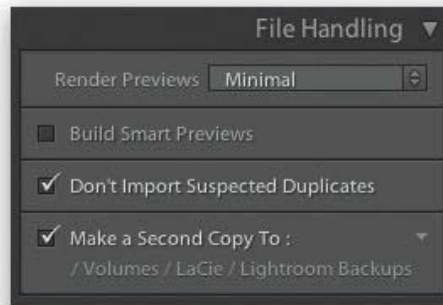 File Handling
Render Previews Minimal
Build Smart Previews
Don't Import Suspected Duplicates
Make a Second Copy To :
/ Volumes / LaCie / Lightroom Backups